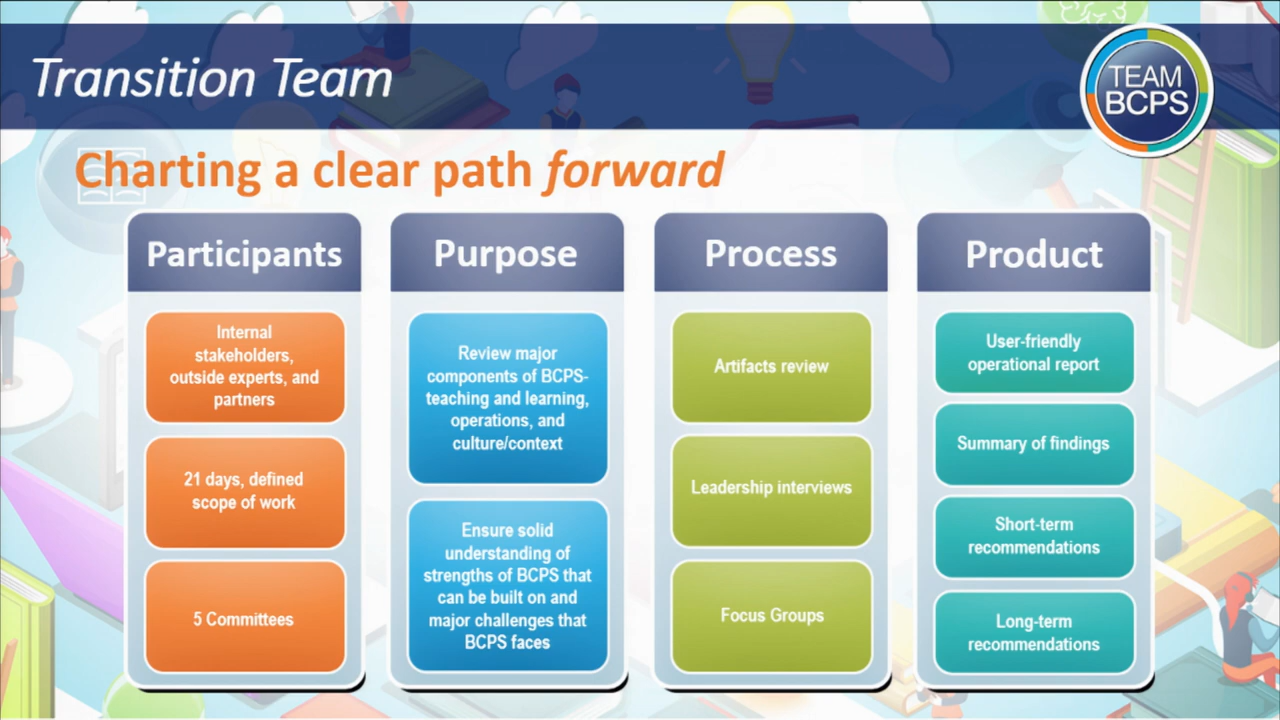 Transition Team
TEAM
BCPS
Charting a clear path forward
Participants
Internal
stakeholders,
outside experts, and
partners
21 days, defined
scope of work
5 Committees
Purpose
Review major
components of BCPS-
teaching and learning,
operations, and
culture/context
Ensure solid
understanding of
strengths of BCPS that
can be built on and
major challenges that
BCPS faces
Process
Artifacts review
Leadership interviews
Focus Groups
Product
User-friendly
operational report
Summary of findings
Short-term
recommendations
Long-term
recommendations